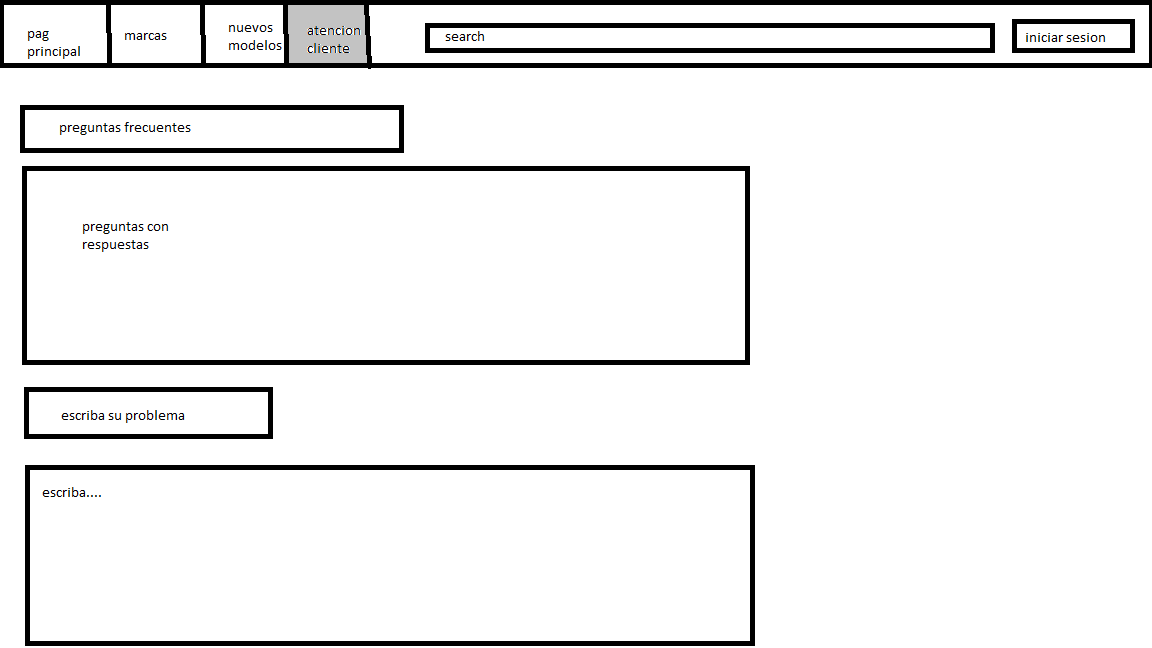 pag
principal
marcas
nuevos
modelos
atencion
cliente
search
iniciar sesion
preguntas frecuentes
preguntas con
respuestas
escriba su problema
escriba....